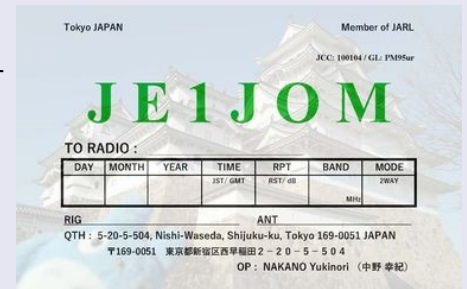 Tokyo JAPAN Member of JARL
JCC: 100104 / GL: PM95ur
JE1JOM
TO RADIO :
DAY MONTH YEAR TIME RPT BAND MODE
JST/ GMT RST/ dB MHz 2WAY
RIG ANT
QTH : 5-20-5-504, Nishi-Waseda, Shijuku-ku, Tokyo 169-0051 JAPAN
〒169-0051 東京都新宿区西早稲田2-20-5-504
OP : NAKANO Yukinori (中野 幸紀)